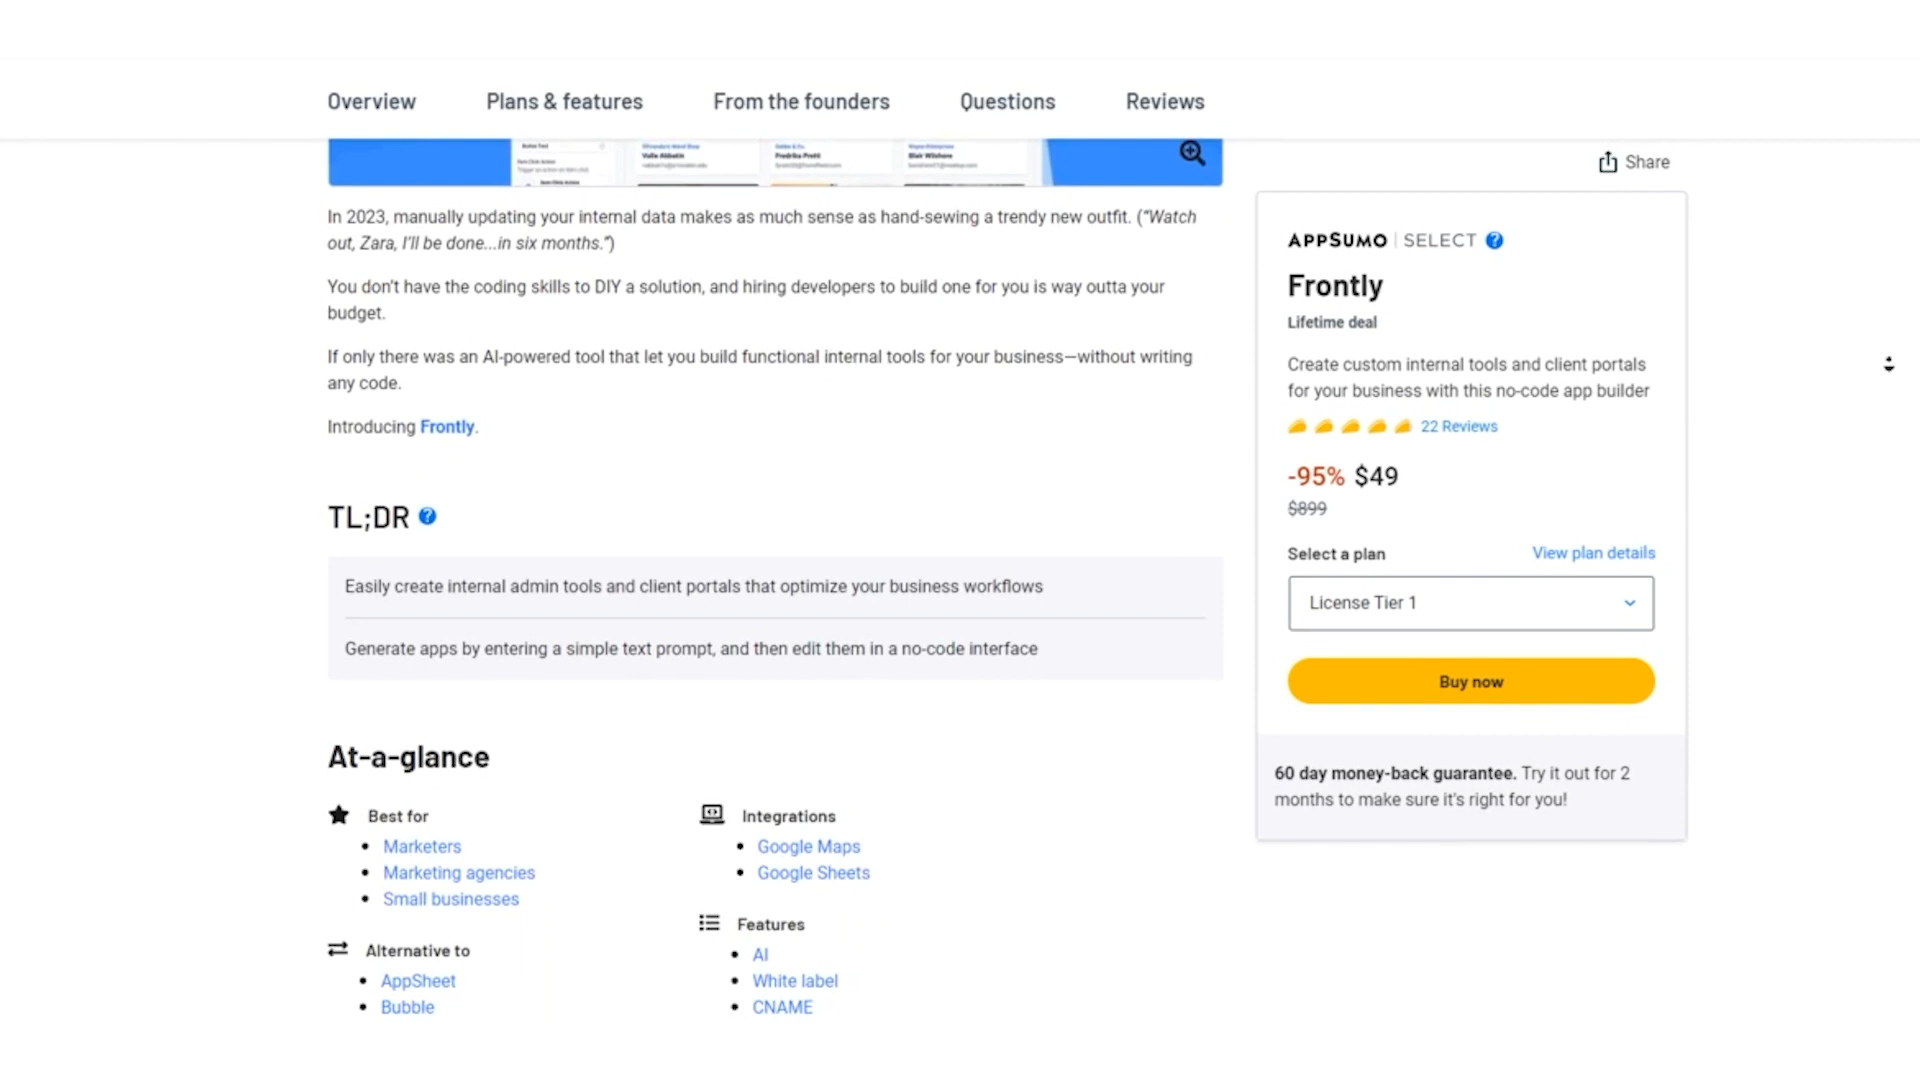 Overview
Plans & features
From the founders
Questions
Reviews
Vaile Abbatin
Fredrika Prett
Blair Wilshere
Share
In 2023, manually updating your internal data makes as much sense as hand-sewing a trendy new outfit. (“Watch
out, Zara, I’ll be done...in six months.”)
You don’t have the coding skills to DIY a solution, and hiring developers to build one for you is way outta your
budget.
If only there was an AI-powered tool that let you build functional internal tools for your business—without writing
any code.
Introducing Frontly.
TL;DR ?
Easily create internal admin tools and client portals that optimize your business workflows
Generate apps by entering a simple text prompt, and then edit them in a no-code interface
At-a-glance
Best for
Marketers
Marketing agencies
Small businesses
Alternative to
AppSheet
Bubble
Integrations
Google Maps
Google Sheets
Features
AI
White label
CNAME
APPSUMO | SELECT ?
Frontly
Lifetime deal
Create custom internal tools and client portals
for your business with this no-code app builder
22 Reviews
-95% $49
$899
Select a plan
View plan details
License Tier 1
Buy now
60 day money-back guarantee. Try it out for 2
months to make sure it's right for you!